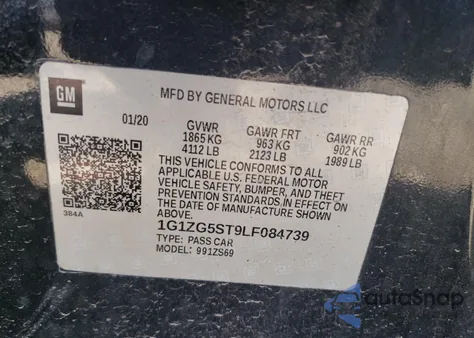 GM
MFD BY GENERAL MOTORS LLC
01/20 GVWR GAWR FRT GAWR RR
1865 KG 963 KG 902 KG
4112 LB 2123 LB 1989 LB
THIS VEHICLE CONFORMS TO ALL
APPLICABLE U.S. FEDERAL MOTOR
VEHICLE SAFETY, BUMPER, AND THEFT
PREVENTION STANDARDS IN EFFECT ON
THE DATE OF MANUFACTURE SHOWN
ABOVE.
384A
1G1ZG5ST9LF084739
TYPE: PASS CAR
MODEL: 991ZS69
autoSnap